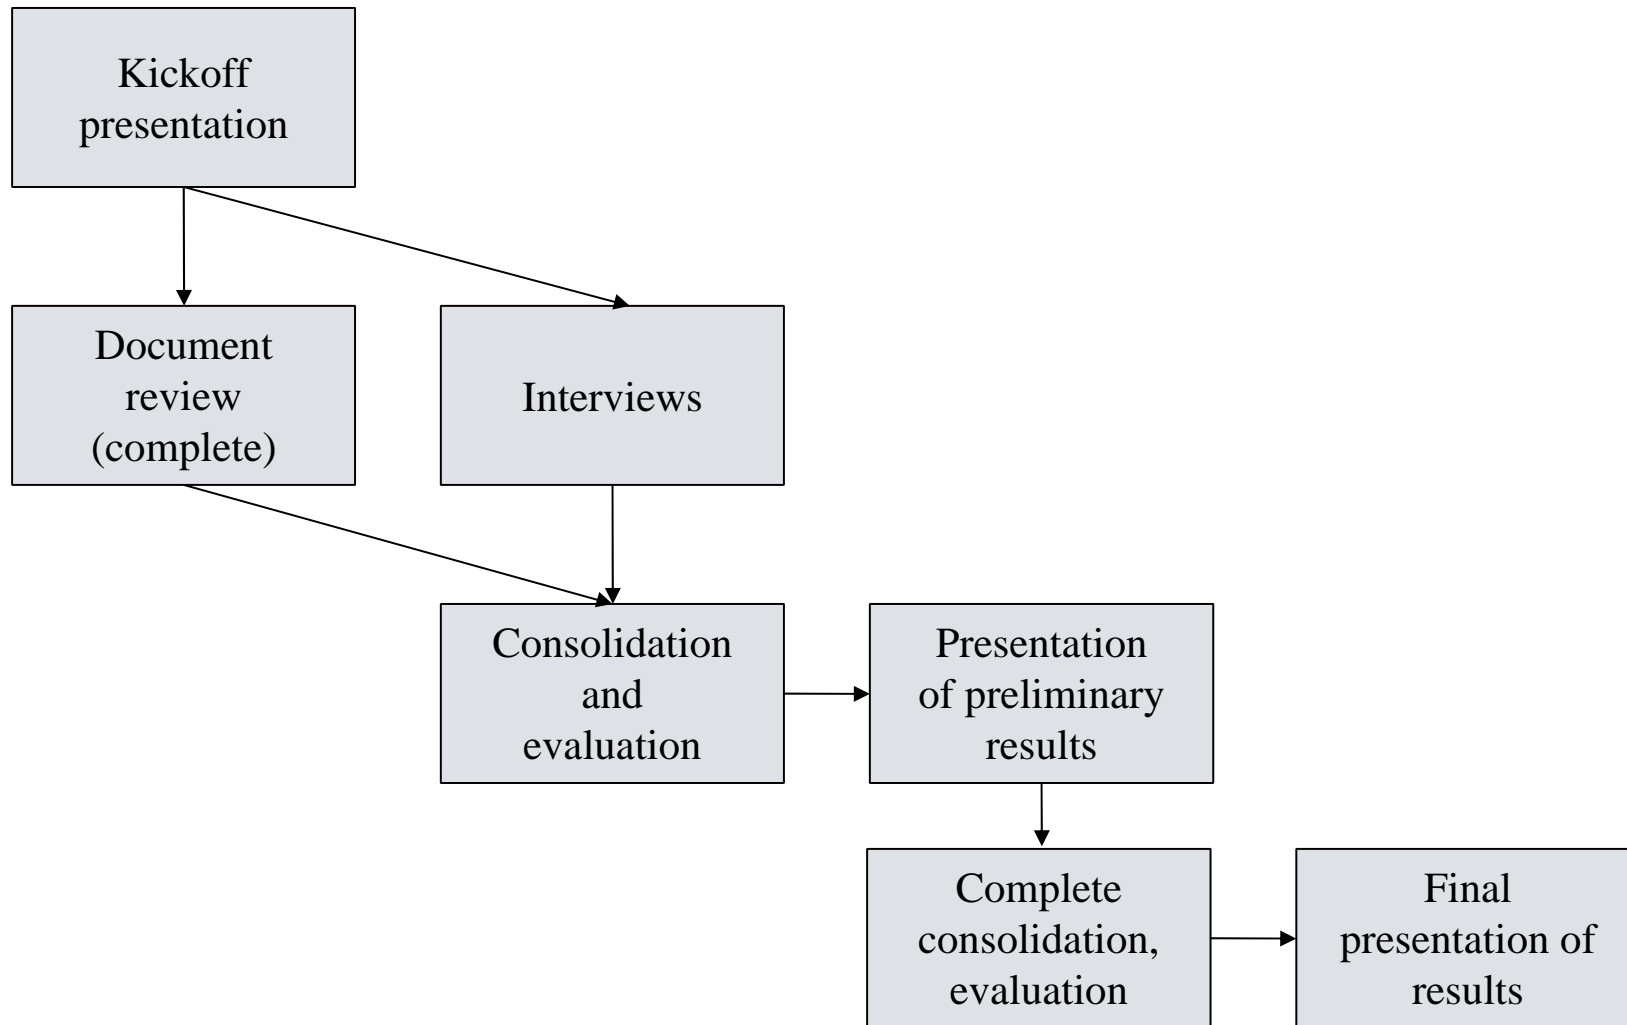 Kickoff
presentation
Document
review
(complete)
Interviews
Consolidation
and
evaluation
Presentation
of preliminary
results
Complete
consolidation,
evaluation
Final
presentation of
results